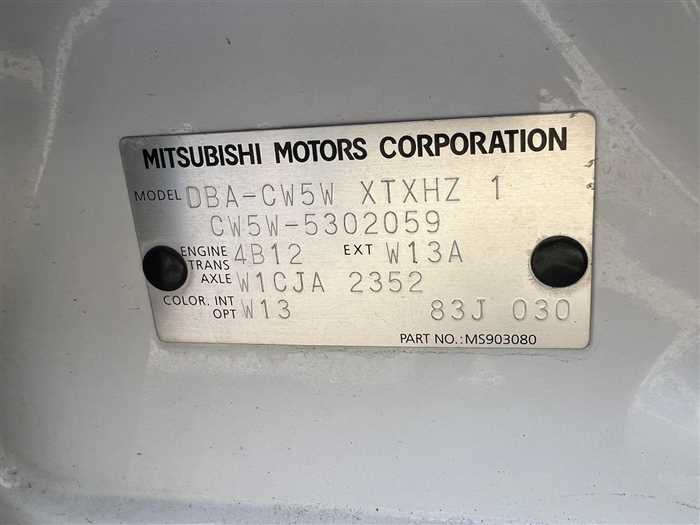 MITSUBISHI MOTORS CORPORATION
MODEL DBA-CW5W XTXHZ 1
CW5W-5302059
ENGINE 4B12 EXT W13A
TRANS
AXLE W1CJA 2352
COLOR. INT W13
OPT 83J 030
PART NO.:MS903080